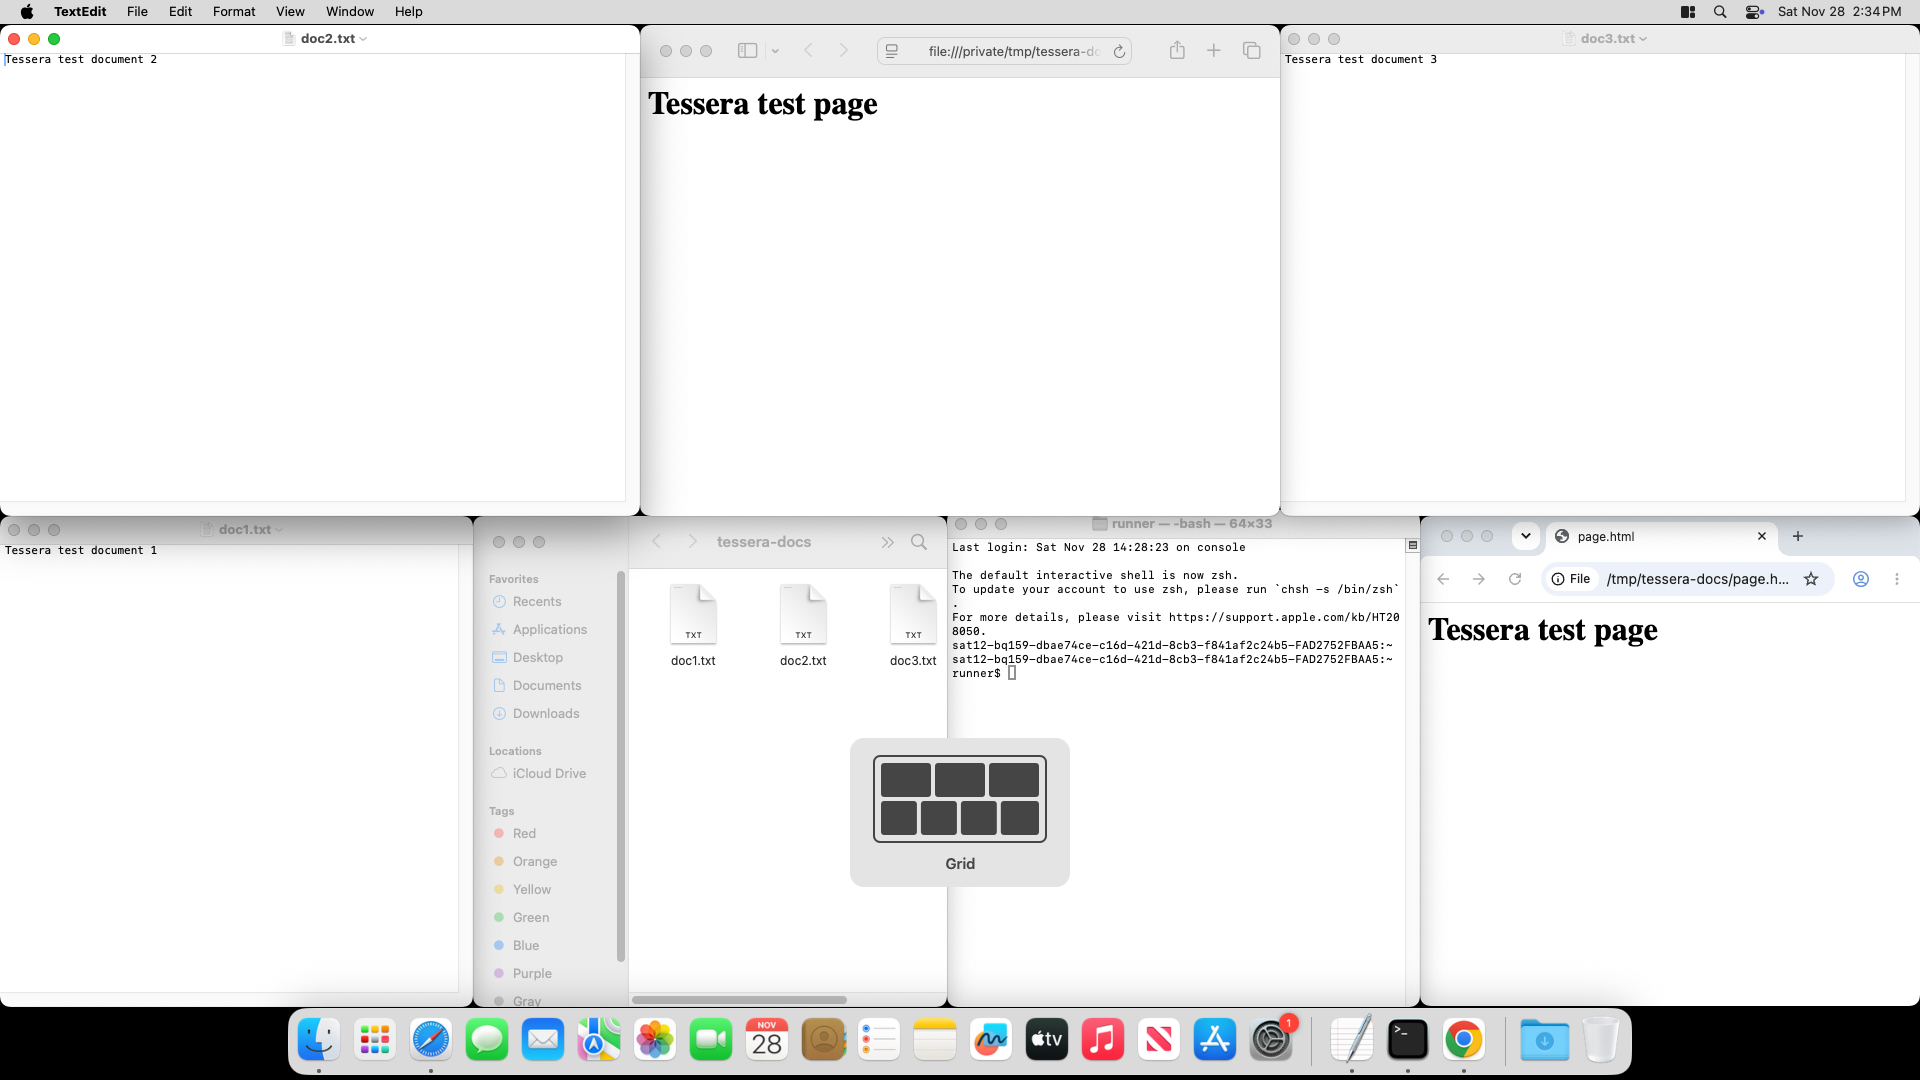 TextEdit File Edit Format View Window Help Sat Nov 28 2:34 PM
doc2.txt
Tessera test document 2
file:///private/tmp/tessera-do
Tessera test page
doc3.txt
Tessera test document 3
doc1.txt
Tessera test document 1
tessera-docs
Favorites
Recents
Applications
Desktop
Documents
Downloads
Locations
iCloud Drive
Tags
Red
Orange
Yellow
Green
Blue
Purple
Gray
TXT TXT TXT
doc1.txt doc2.txt doc3.txt
runner — -bash — 64×33
Last login: Sat Nov 28 14:28:23 on console
The default interactive shell is now zsh.
To update your account to use zsh, please run `chsh -s /bin/zsh`
.
For more details, please visit https://support.apple.com/kb/HT20
8050.
sat12-bq159-dbae74ce-c16d-421d-8cb3-f841af2c24b5-FAD2752FBAA5:~
sat12-bq159-dbae74ce-c16d-421d-8cb3-f841af2c24b5-FAD2752FBAA5:~
runner$
page.html
File /tmp/tessera-docs/page.h...
Tessera test page
Grid
NOV
28
tv
1